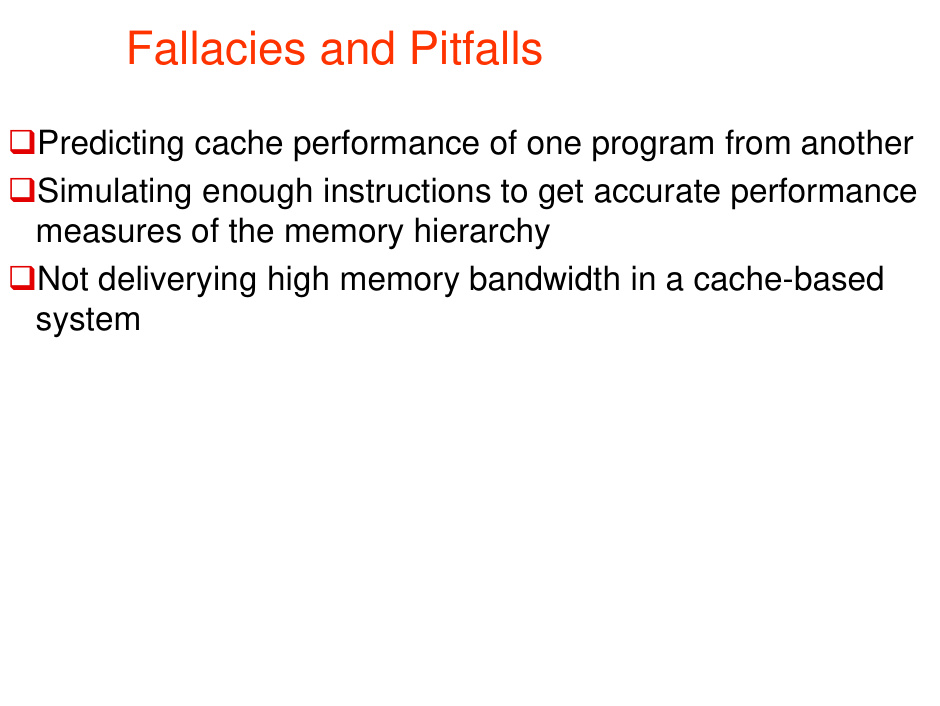 Fallacies and Pitfalls
❑Predicting cache performance of one program from another
❑Simulating enough instructions to get accurate performance
measures of the memory hierarchy
❑Not deliverying high memory bandwidth in a cache-based
system